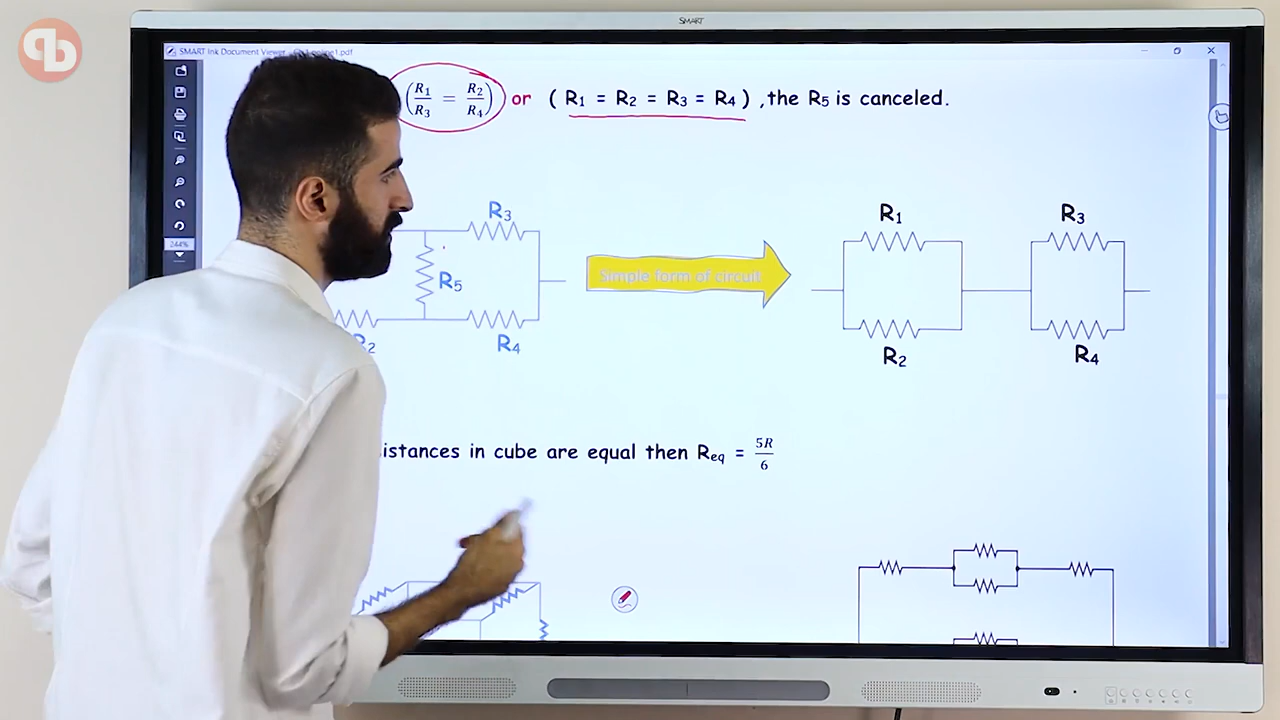 SMART
SMART Ink Document Viewer
(R1/R3 = R2/R4) or ( R1 = R2 = R3 = R4 ) ,the R5 is canceled.
R3
R5
R4
Simple form of circuit
R1
R3
R2
R4
244%
istances in cube are equal then Req = 5R/6